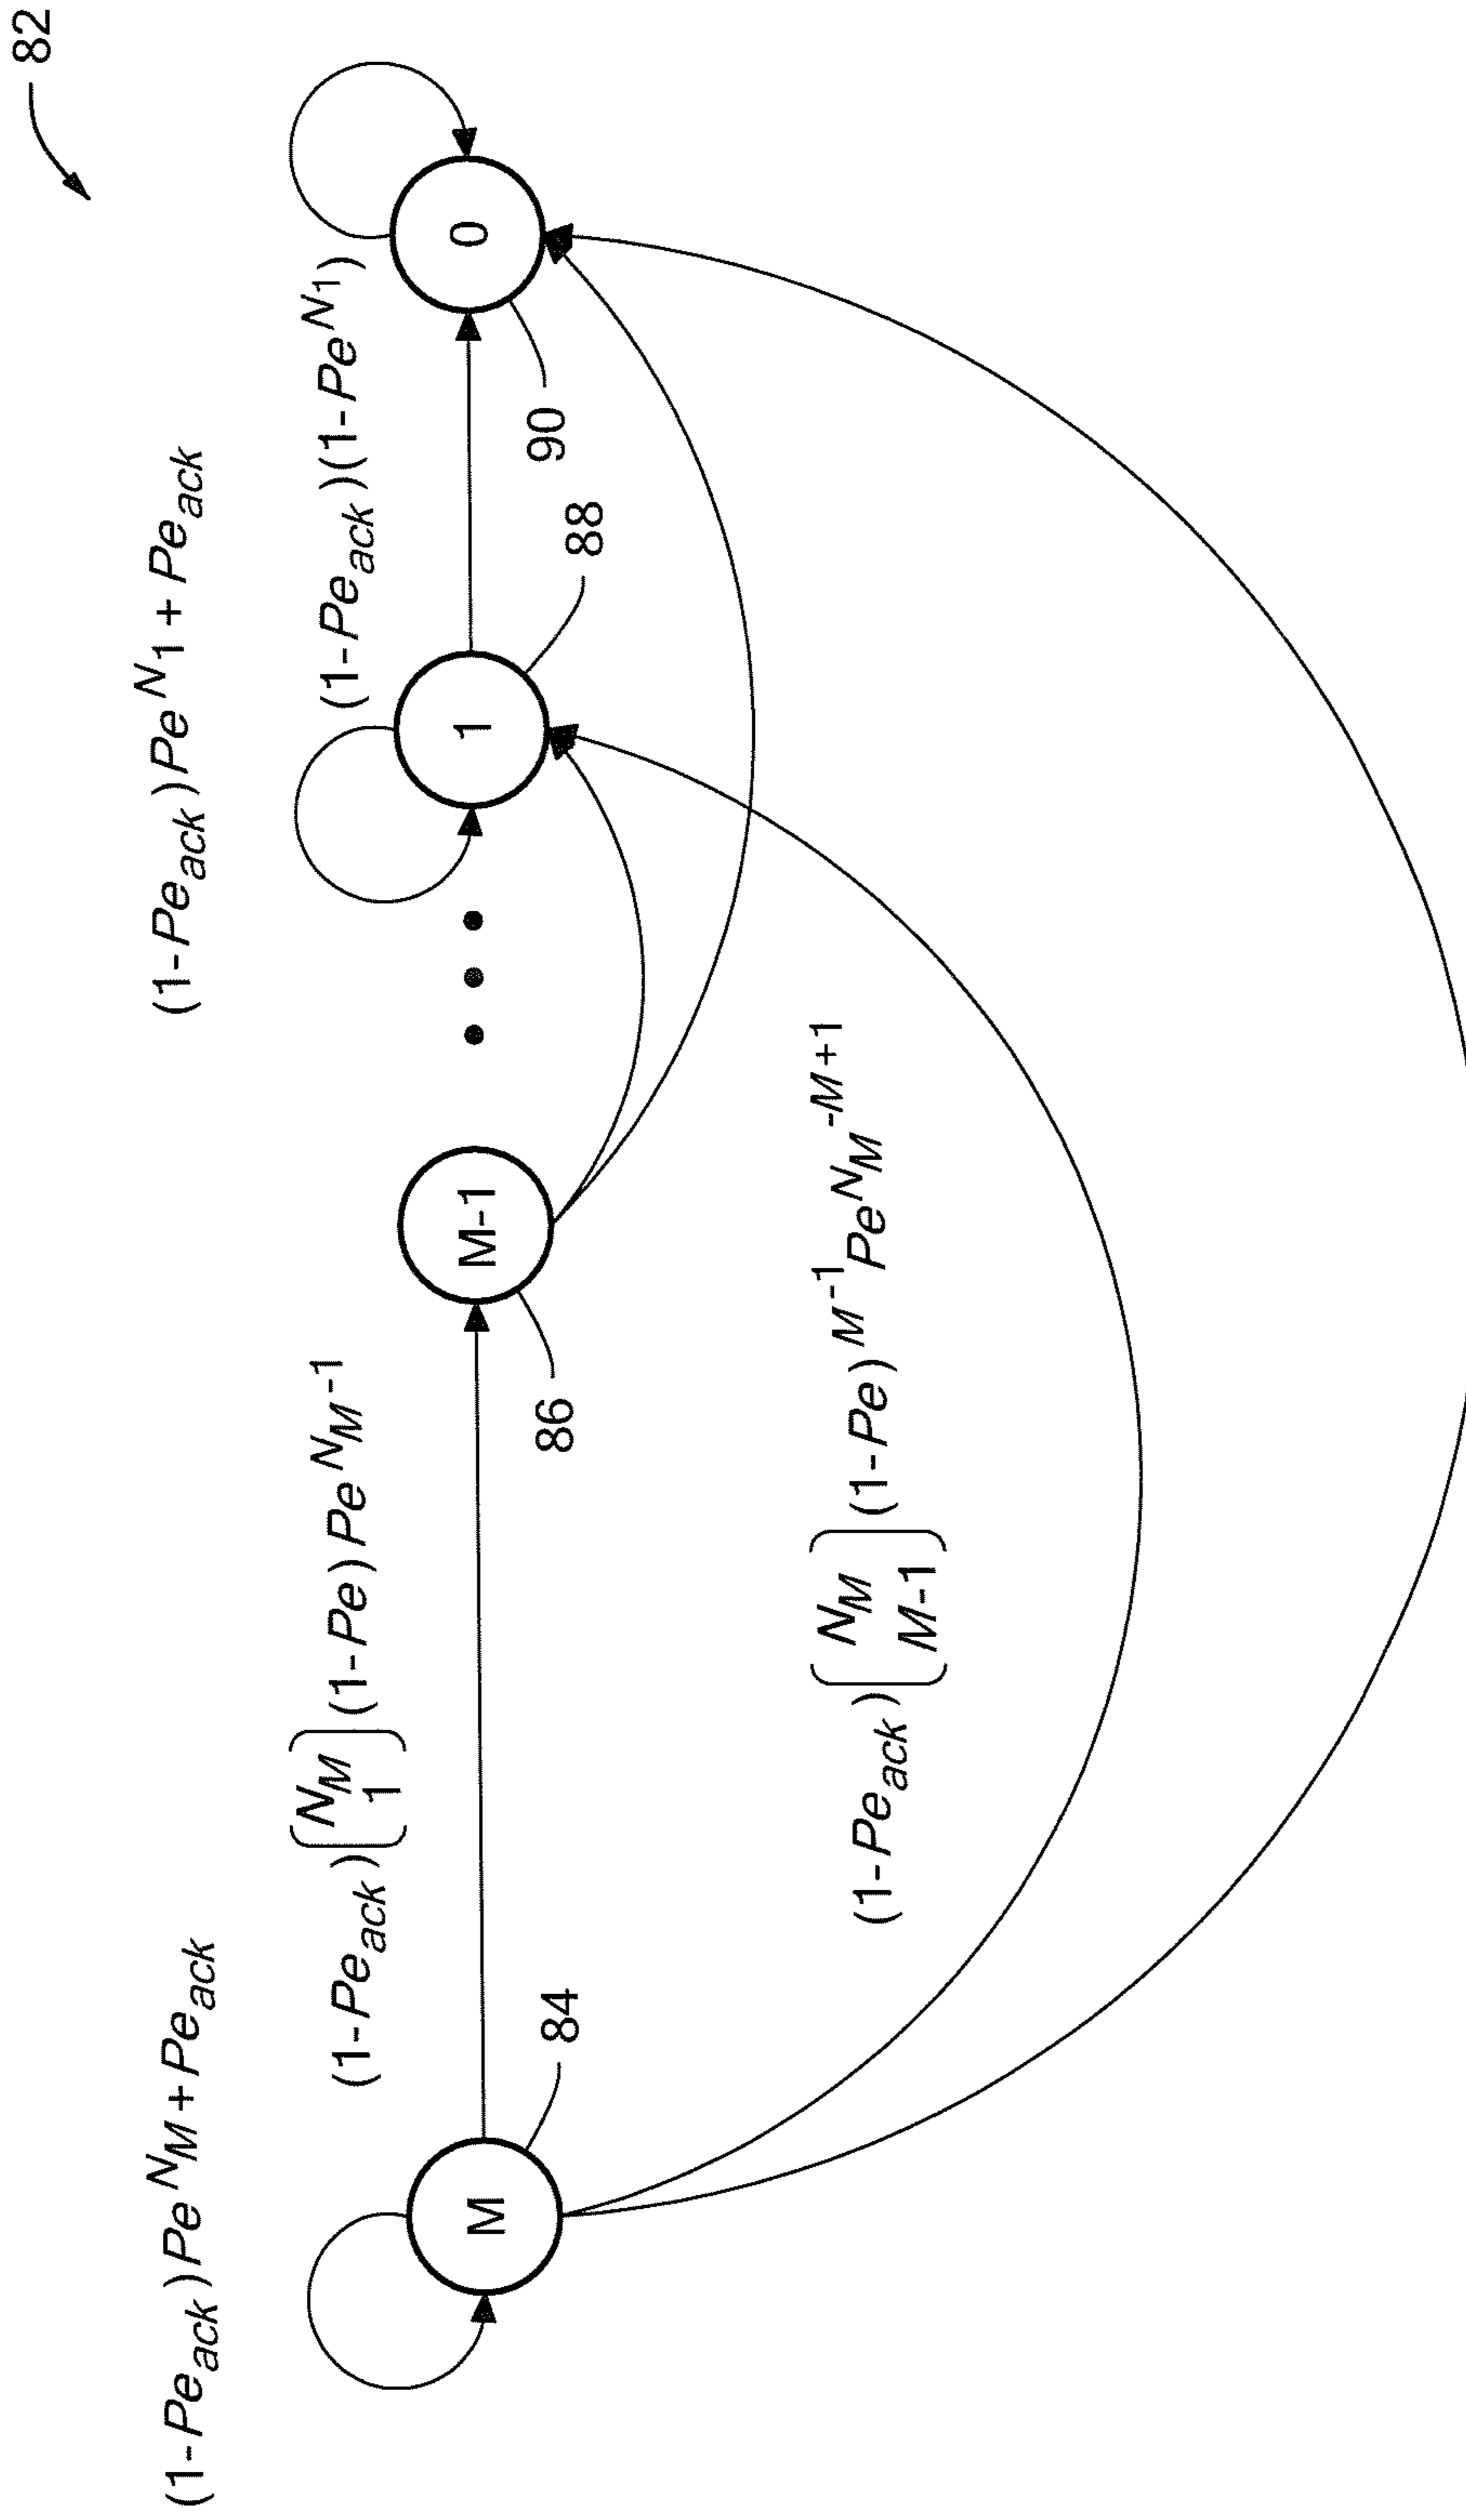 82
(1-Pe_ack)Pe^{N_M}+Pe_ack
(1-Pe_ack)Pe^{N_1}+Pe_ack
(1-Pe_ack)(N_M 1)(1-Pe)Pe^{N_M-1}
(1-Pe_ack)(1-Pe^{N_1})
M
M-1
1
0
84
86
88
90
(1-Pe_ack)(N_M M-1)(1-Pe)^{M-1}Pe^{N_M-M+1}